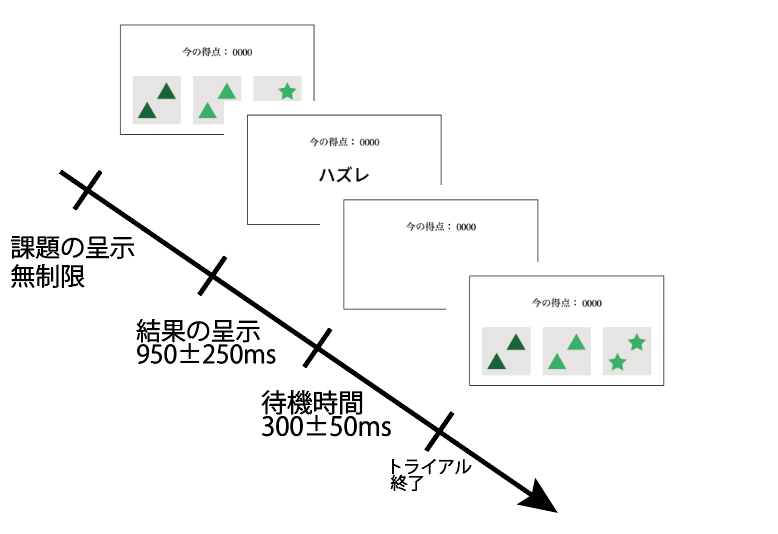 今の得点： 0000
今の得点： 0000
ハズレ
今の得点： 0000
今の得点： 0000
課題の呈示
無制限
結果の呈示
950±250ms
待機時間
300±50ms
トライアル
終了